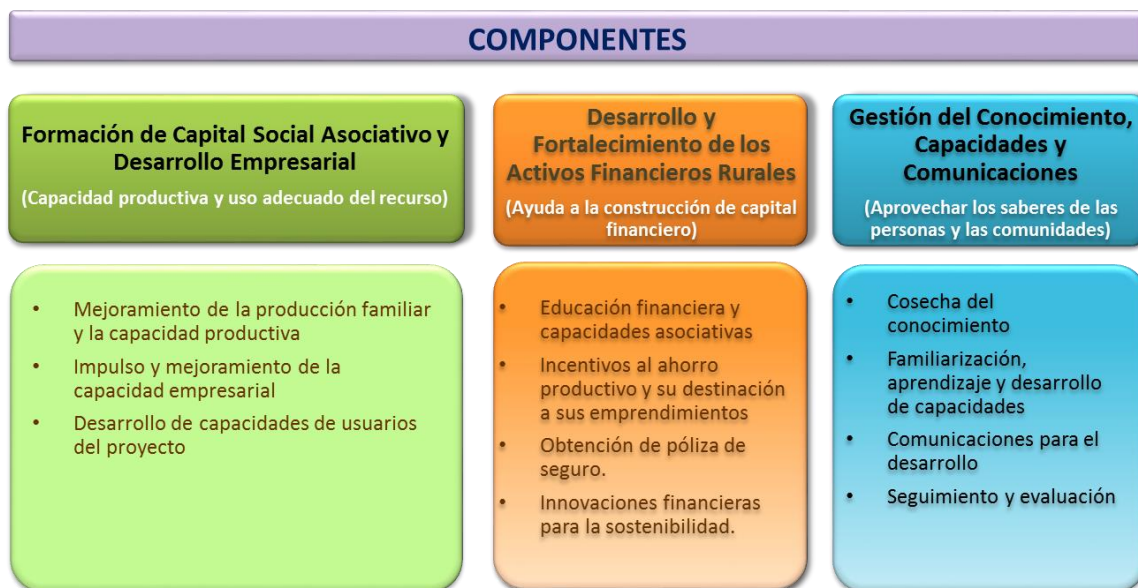 COMPONENTES
Formación de Capital Social Asociativo y
Desarrollo Empresarial
(Capacidad productiva y uso adecuado del recurso)
• Mejoramiento de la producción familiar
y la capacidad productiva
• Impulso y mejoramiento de la
capacidad empresarial
• Desarrollo de capacidades de usuarios
del proyecto
Desarrollo y
Fortalecimiento de los
Activos Financieros Rurales
(Ayuda a la construcción de capital
financiero)
• Educación financiera y
capacidades asociativas
• Incentivos al ahorro
productivo y su destinación
a sus emprendimientos
• Obtención de póliza de
seguro.
• Innovaciones financieras
para la sostenibilidad.
Gestión del Conocimiento,
Capacidades y
Comunicaciones
(Aprovechar los saberes de las
personas y las comunidades)
• Cosecha del
conocimiento
• Familiarización,
aprendizaje y desarrollo
de capacidades
• Comunicaciones para el
desarrollo
• Seguimiento y evaluación